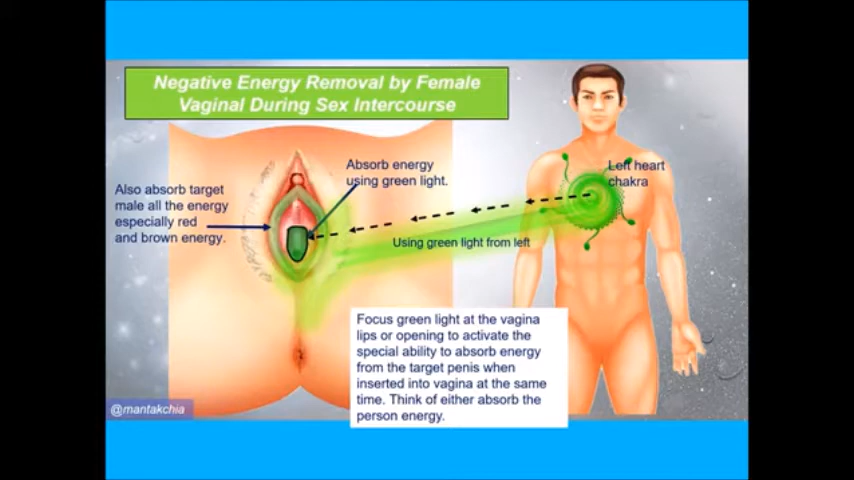 Negative Energy Removal by Female
Vaginal During Sex Intercourse
Also absorb target
male all the energy
especially red
and brown energy.
Absorb energy
using green light.
Left heart
chakra
Using green light from left
Focus green light at the vagina
lips or opening to activate the
special ability to absorb energy
from the target penis when
inserted into vagina at the same
time. Think of either absorb the
person energy.
@mantakchia